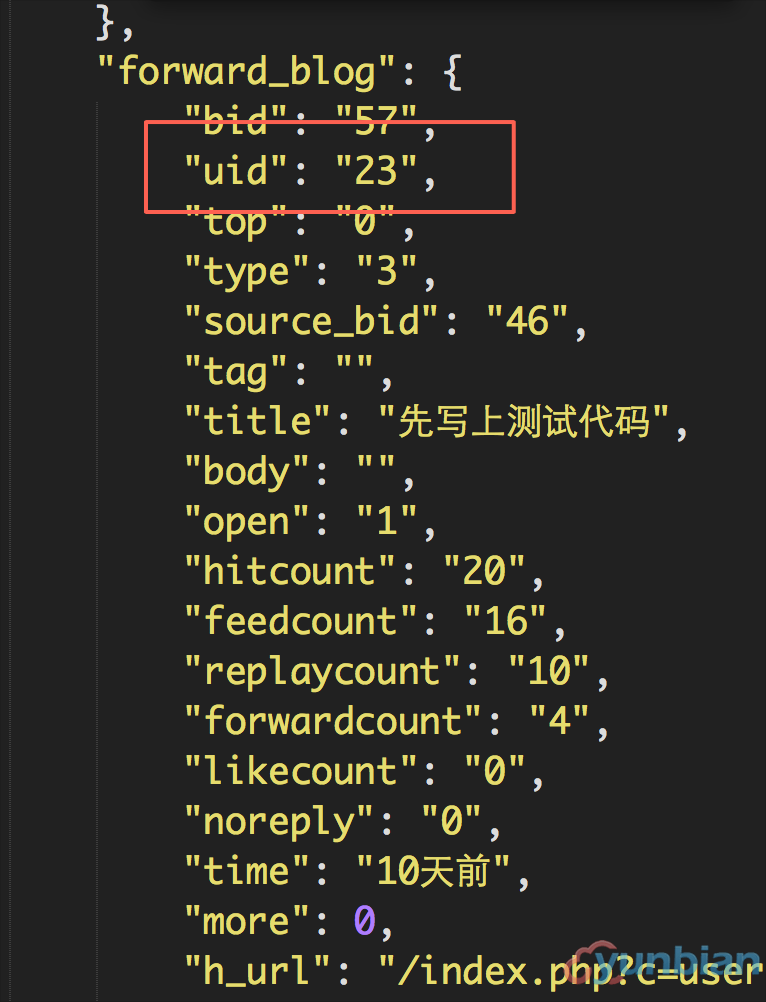 },
"forward_blog": {
"bid": "57",
"uid": "23",
"top": "0",
"type": "3",
"source_bid": "46",
"tag": "",
"title": "先写上测试代码",
"body": "",
"open": "1",
"hitcount": "20",
"feedcount": "16",
"replaycount": "10",
"forwardcount": "4",
"likecount": "0",
"noreply": "0",
"time": "10天前",
"more": 0,
"h_url": "/index.php?c=user
yunbian